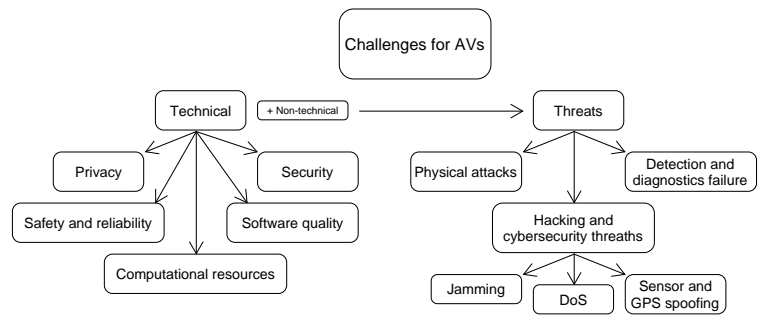 Challenges for AVs
Technical
+ Non-technical
Threats
Privacy
Security
Physical attacks
Detection and
diagnostics failure
Safety and reliability
Software quality
Hacking and
cybersecurity threaths
Computational resources
Jamming
DoS
Sensor and
GPS spoofing